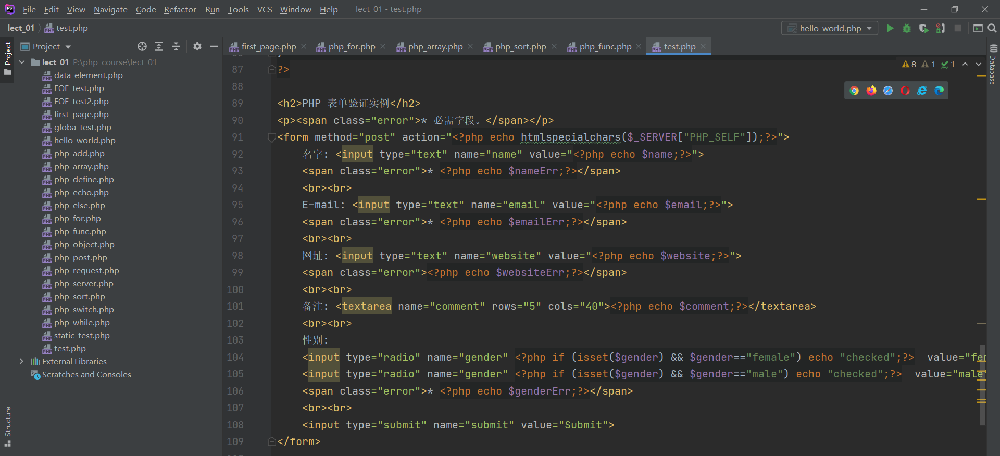 File Edit View Navigate Code Refactor Run Tools VCS Window Help lect_01 - test.php
lect_01 test.php
hello_world.php
Project
Project
first_page.php
php_for.php
php_array.php
php_sort.php
php_func.php
test.php
Database
8 1 1
lect_01 P:\php_course\lect_01
data_element.php
EOF_test.php
EOF_test2.php
first_page.php
globa_test.php
hello_world.php
php_add.php
php_array.php
php_define.php
php_echo.php
php_else.php
php_for.php
php_func.php
php_object.php
php_post.php
php_request.php
php_server.php
php_sort.php
php_switch.php
php_while.php
static_test.php
test.php
External Libraries
Scratches and Consoles
Structure
87 ?>
88
89 <h2>PHP 表单验证实例</h2>
90 <p><span class="error">* 必需字段。</span></p>
91 <form method="post" action="<?php echo htmlspecialchars($_SERVER["PHP_SELF"]);?>">
92 名字: <input type="text" name="name" value="<?php echo $name;?>">
93 <span class="error">* <?php echo $nameErr;?></span>
94 <br><br>
95 E-mail: <input type="text" name="email" value="<?php echo $email;?>">
96 <span class="error">* <?php echo $emailErr;?></span>
97 <br><br>
98 网址: <input type="text" name="website" value="<?php echo $website;?>">
99 <span class="error"><?php echo $websiteErr;?></span>
100 <br><br>
101 备注: <textarea name="comment" rows="5" cols="40"><?php echo $comment;?></textarea>
102 <br><br>
103 性别:
104 <input type="radio" name="gender" <?php if (isset($gender) && $gender=="female") echo "checked";?> value="fe
105 <input type="radio" name="gender" <?php if (isset($gender) && $gender=="male") echo "checked";?> value="male"
106 <span class="error">* <?php echo $genderErr;?></span>
107 <br><br>
108 <input type="submit" name="submit" value="Submit">
109 </form>